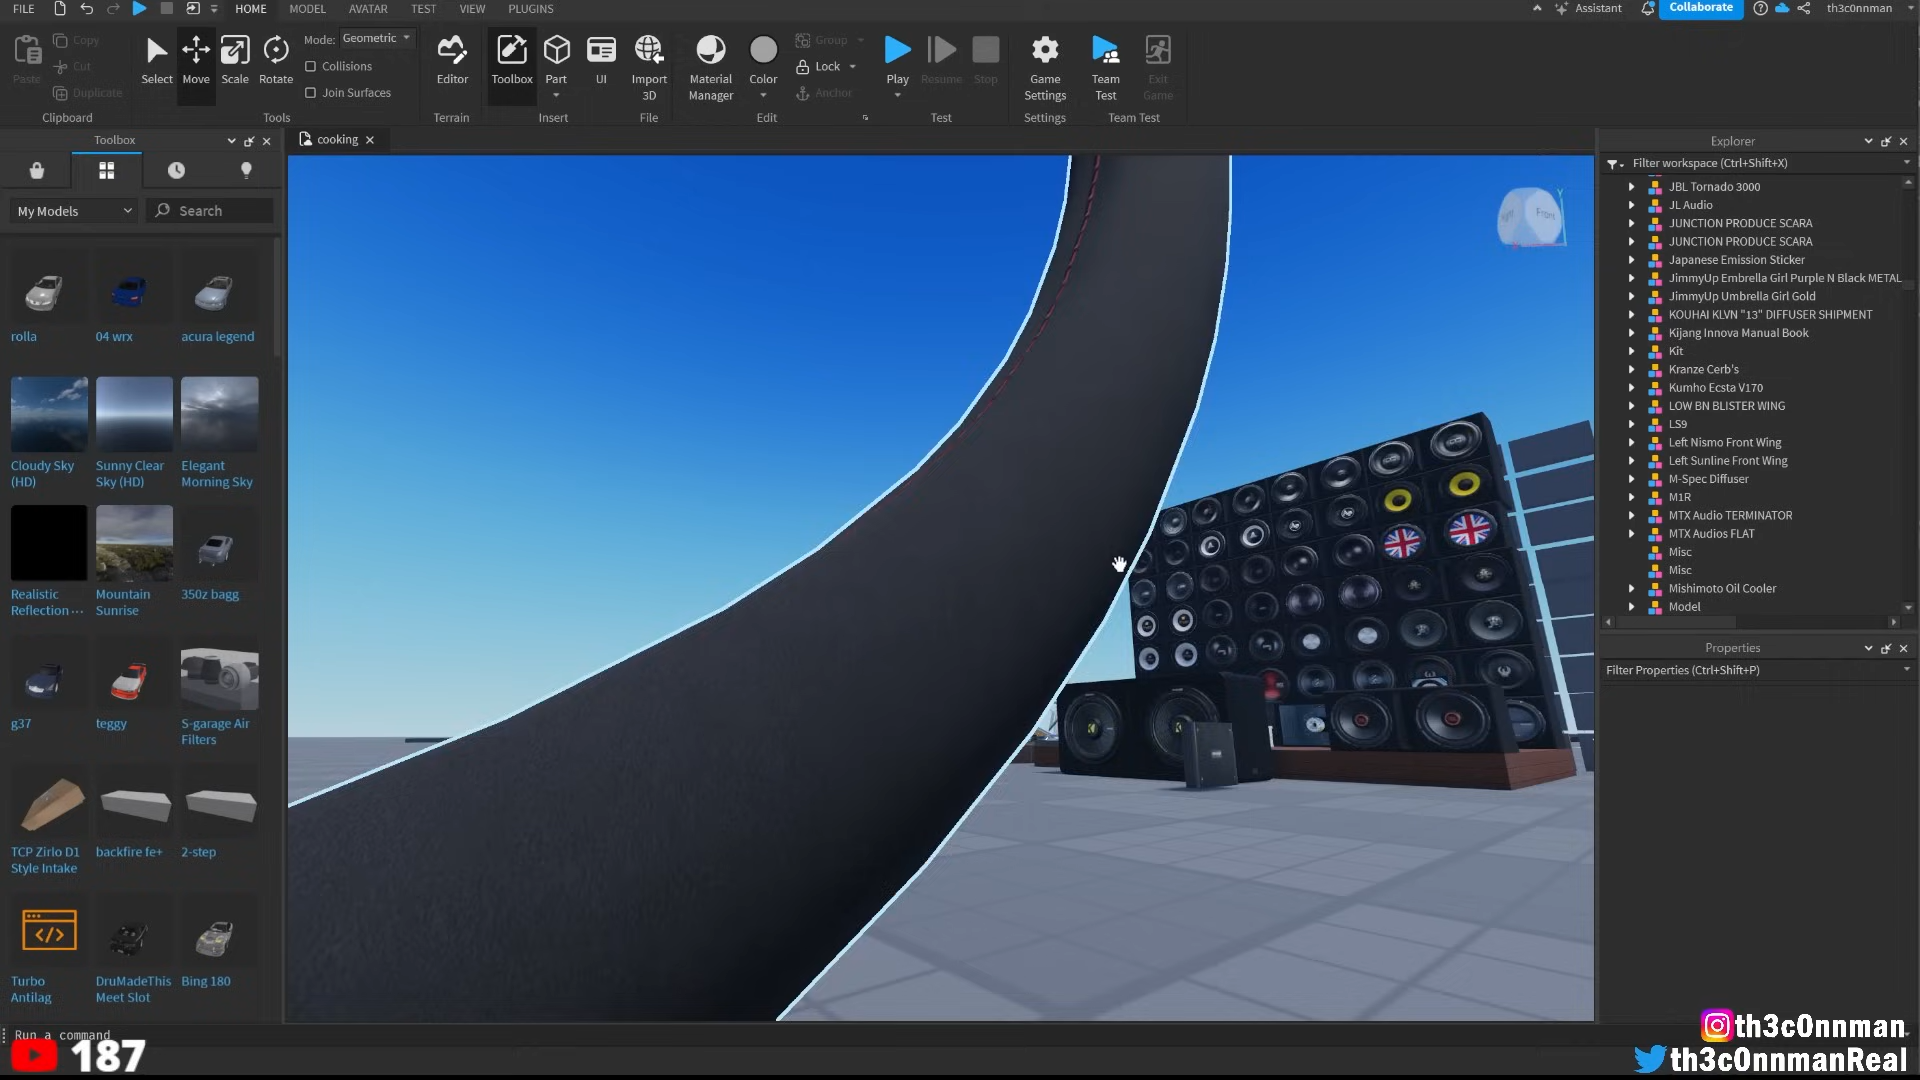 FILE
HOME
MODEL
AVATAR
TEST
VIEW
PLUGINS
Assistant
Collaborate
th3c0nnman
Paste
Copy
Cut
Duplicate
Clipboard
Select
Move
Scale
Rotate
Mode: Geometric
Collisions
Join Surfaces
Tools
Editor
Terrain
Toolbox
Part
UI
Insert
Import
3D
File
Material
Manager
Color
Group
Lock
Anchor
Edit
Play
Resume
Stop
Test
Game
Settings
Settings
Team
Test
Exit
Game
Team Test
Toolbox
My Models
Search
rolla
04 wrx
acura legend
Cloudy Sky
(HD)
Sunny Clear
Sky (HD)
Elegant
Morning Sky
Realistic
Reflection ...
Mountain
Sunrise
350z bagg
g37
teggy
S-garage Air
Filters
TCP Zirlo D1
Style Intake
backfire fe+
2-step
Turbo
Antilag
DruMadeThis
Meet Slot
Bing 180
cooking
Front
Y
Explorer
Filter workspace (Ctrl+Shift+X)
JBL Tornado 3000
JL Audio
JUNCTION PRODUCE SCARA
JUNCTION PRODUCE SCARA
Japanese Emission Sticker
JimmyUp Embrella Girl Purple N Black METAL
JimmyUp Umbrella Girl Gold
KOUHAI KLVN "13" DIFFUSER SHIPMENT
Kijang Innova Manual Book
Kit
Kranze Cerb's
Kumho Ecsta V170
LOW BN BLISTER WING
LS9
Left Nismo Front Wing
Left Sunline Front Wing
M-Spec Diffuser
M1R
MTX Audio TERMINATOR
MTX Audios FLAT
Misc
Misc
Mishimoto Oil Cooler
Model
Properties
Filter Properties (Ctrl+Shift+P)
Run a command
187
th3c0nnman
th3c0nnmanReal